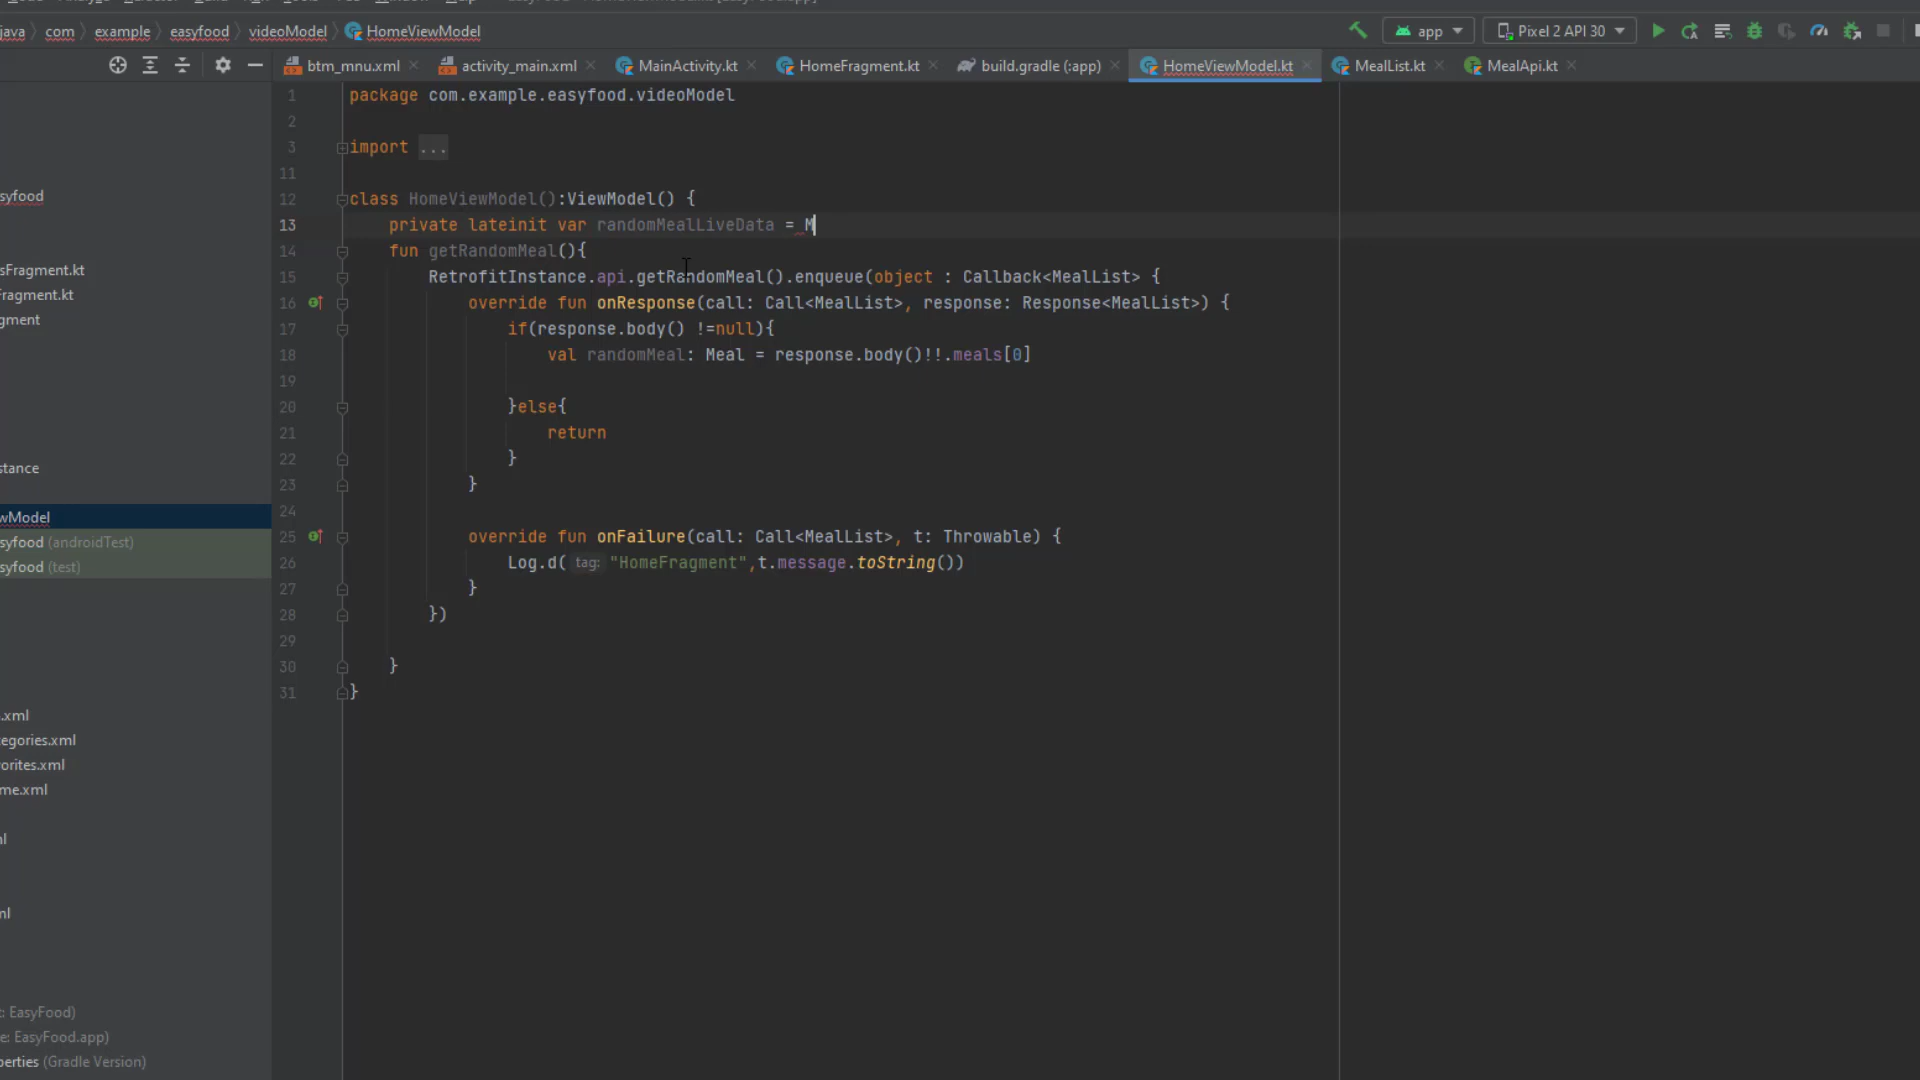 java com example easyfood videoModel HomeViewModel app Pixel 2 API 30
btm_mnu.xml activity_main.xml MainActivity.kt HomeFragment.kt build.gradle (:app) HomeViewModel.kt MealList.kt MealApi.kt
syfood
sFragment.kt
ragment.kt
gment
stance
wModel
syfood (androidTest)
syfood (test)
.xml
egories.xml
orites.xml
me.xml
ml
ml
: EasyFood)
e: EasyFood.app)
perties (Gradle Version)
1 package com.example.easyfood.videoModel
2
3 import ...
11
12 class HomeViewModel():ViewModel() {
13 private lateinit var randomMealLiveData = M
14 fun getRandomMeal(){
15 RetrofitInstance.api.getRandomMeal().enqueue(object : Callback<MealList> {
16 override fun onResponse(call: Call<MealList>, response: Response<MealList>) {
17 if(response.body() !=null){
18 val randomMeal: Meal = response.body()!!.meals[0]
19
20 }else{
21 return
22 }
23 }
24
25 override fun onFailure(call: Call<MealList>, t: Throwable) {
26 Log.d( tag: "HomeFragment",t.message.toString())
27 }
28 })
29
30 }
31 }